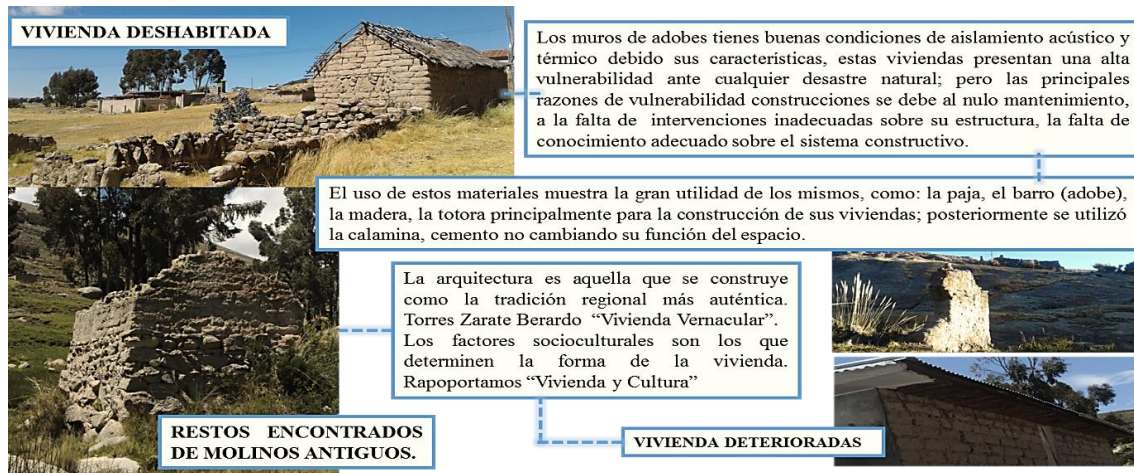 VIVIENDA DESHABITADA
Los muros de adobes tienes buenas condiciones de aislamiento acústico y
térmico debido sus características, estas viviendas presentan una alta
vulnerabilidad ante cualquier desastre natural; pero las principales
razones de vulnerabilidad construcciones se debe al nulo mantenimiento,
a la falta de intervenciones inadecuadas sobre su estructura, la falta de
conocimiento adecuado sobre el sistema constructivo.
El uso de estos materiales muestra la gran utilidad de los mismos, como: la paja, el barro (adobe),
la madera, la totora principalmente para la construcción de sus viviendas; posteriormente se utilizó
la calamina, cemento no cambiando su función del espacio.
La arquitectura es aquella que se construye
como la tradición regional más auténtica.
Torres Zarate Berardo “Vivienda Vernacular”.
Los factores socioculturales son los que
determinen la forma de la vivienda.
Rapoportamos “Vivienda y Cultura”
RESTOS ENCONTRADOS
DE MOLINOS ANTIGUOS.
VIVIENDA DETERIORADAS